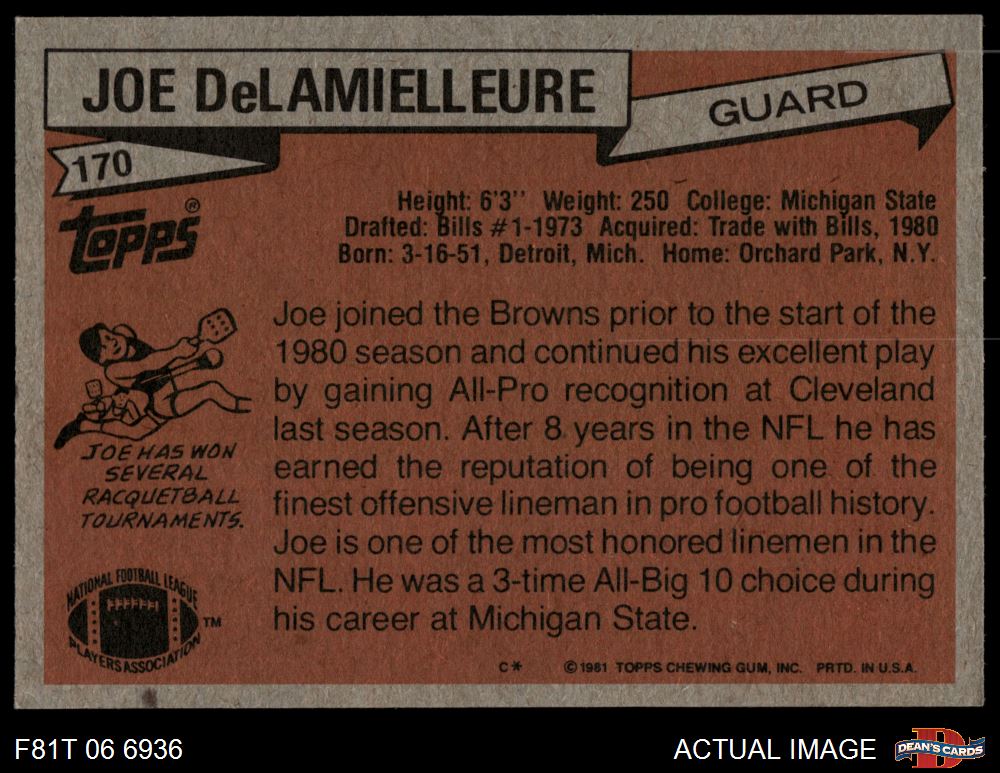 JOE DeLAMIELLEURE
GUARD
170
topps®
Height: 6'3'' Weight: 250 College: Michigan State
Drafted: Bills #1-1973 Acquired: Trade with Bills, 1980
Born: 3-16-51, Detroit, Mich. Home: Orchard Park, N.Y.
Joe joined the Browns prior to the start of the
1980 season and continued his excellent play
by gaining All-Pro recognition at Cleveland
last season. After 8 years in the NFL he has
earned the reputation of being one of the
finest offensive lineman in pro football history.
Joe is one of the most honored linemen in the
NFL. He was a 3-time All-Big 10 choice during
his career at Michigan State.
JOE HAS WON
SEVERAL
RACQUETBALL
TOURNAMENTS.
NATIONAL FOOTBALL LEAGUE
PLAYERS ASSOCIATION
TM
C* ©1981 TOPPS CHEWING GUM, INC. PRTD. IN U.S.A.
F81T 06 6936
ACTUAL IMAGE
D
DEAN'S CARDS